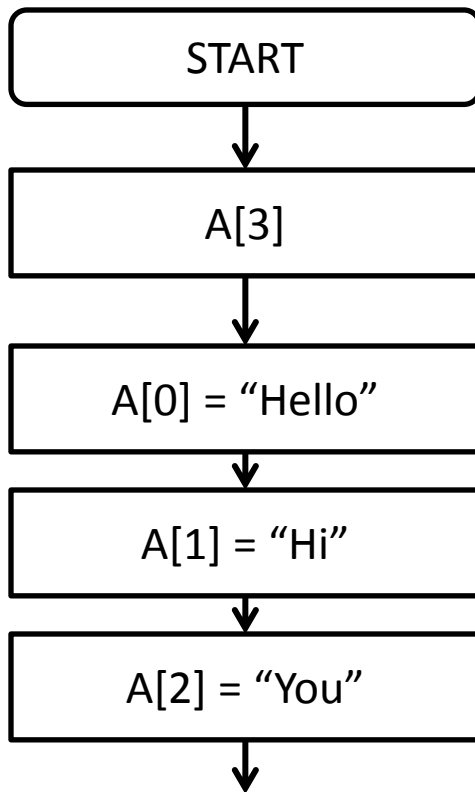 START
A[3]
A[0] = “Hello”
A[1] = “Hi”
A[2] = “You”